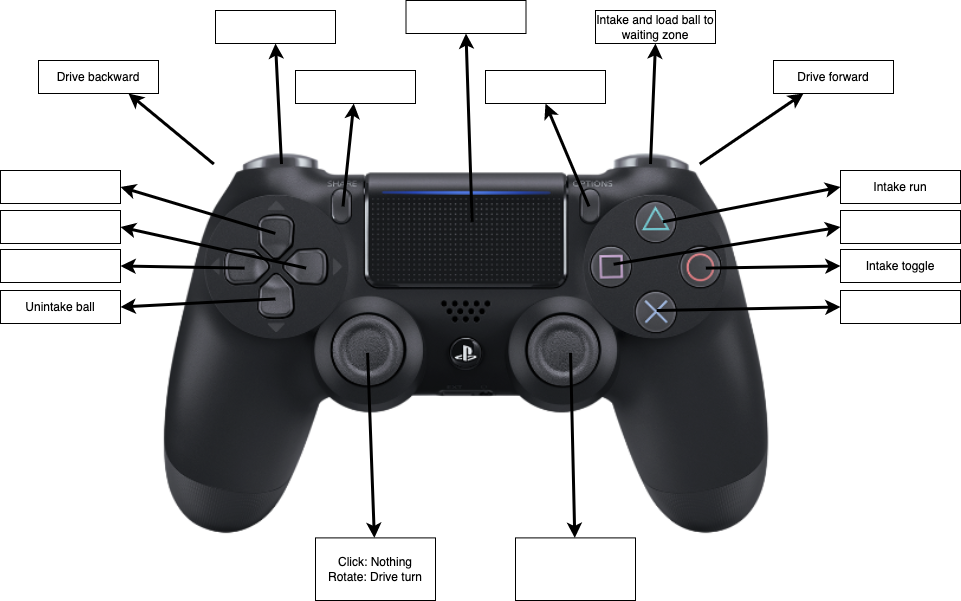 Intake and load ball to
waiting zone
Drive backward
Drive forward
SHARE
OPTIONS
Intake run
Intake toggle
Unintake ball
Click: Nothing
Rotate: Drive turn